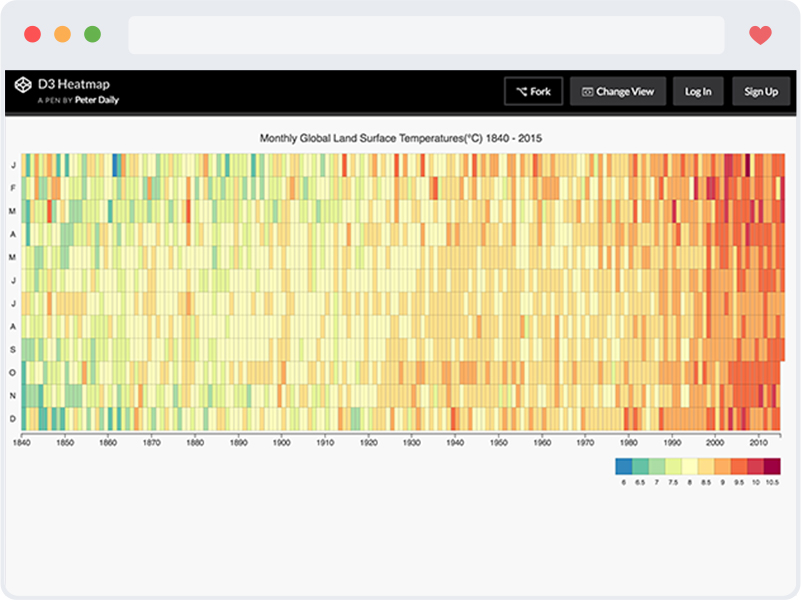 D3 Heatmap
A PEN BY Peter Daily
Fork
Change View
Log In
Sign Up
Monthly Global Land Surface Temperatures(°C) 1840 - 2015
J
F
M
A
M
J
J
A
S
O
N
D
1840 1850 1860 1870 1880 1890 1900 1910 1920 1930 1940 1950 1960 1970 1980 1990 2000 2010
6 6.5 7 7.5 8 8.5 9 9.5 10 10.5